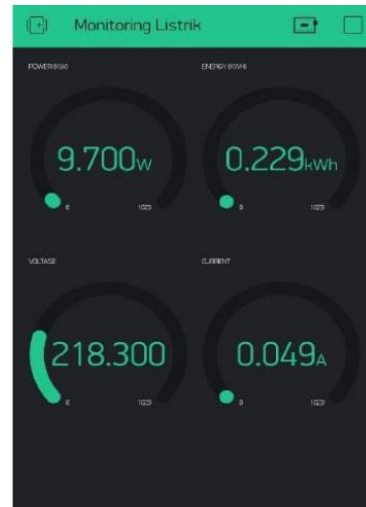 Monitoring Listrik
POWER (KW)
ENERGY (KWH)
9.700W
0.229kWh
0 1023
0 1023
VOLTAGE
CURRENT
218.300
0.049A
0 1023
0 1023